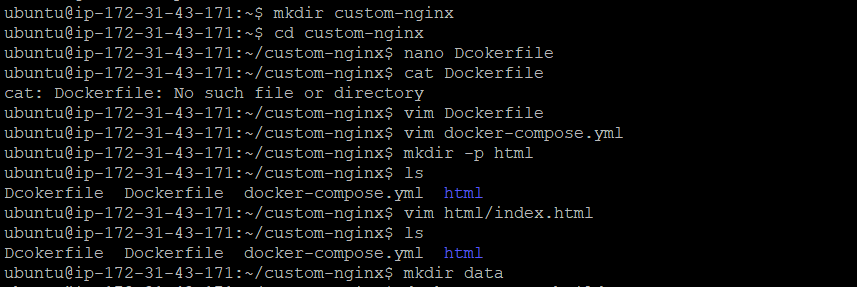 ubuntu@ip-172-31-43-171:~$ mkdir custom-nginx
ubuntu@ip-172-31-43-171:~$ cd custom-nginx
ubuntu@ip-172-31-43-171:~/custom-nginx$ nano Dcokerfile
ubuntu@ip-172-31-43-171:~/custom-nginx$ cat Dockerfile
cat: Dockerfile: No such file or directory
ubuntu@ip-172-31-43-171:~/custom-nginx$ vim Dockerfile
ubuntu@ip-172-31-43-171:~/custom-nginx$ vim docker-compose.yml
ubuntu@ip-172-31-43-171:~/custom-nginx$ mkdir -p html
ubuntu@ip-172-31-43-171:~/custom-nginx$ ls
Dcokerfile  Dockerfile  docker-compose.yml  html
ubuntu@ip-172-31-43-171:~/custom-nginx$ vim html/index.html
ubuntu@ip-172-31-43-171:~/custom-nginx$ ls
Dcokerfile  Dockerfile  docker-compose.yml  html
ubuntu@ip-172-31-43-171:~/custom-nginx$ mkdir data